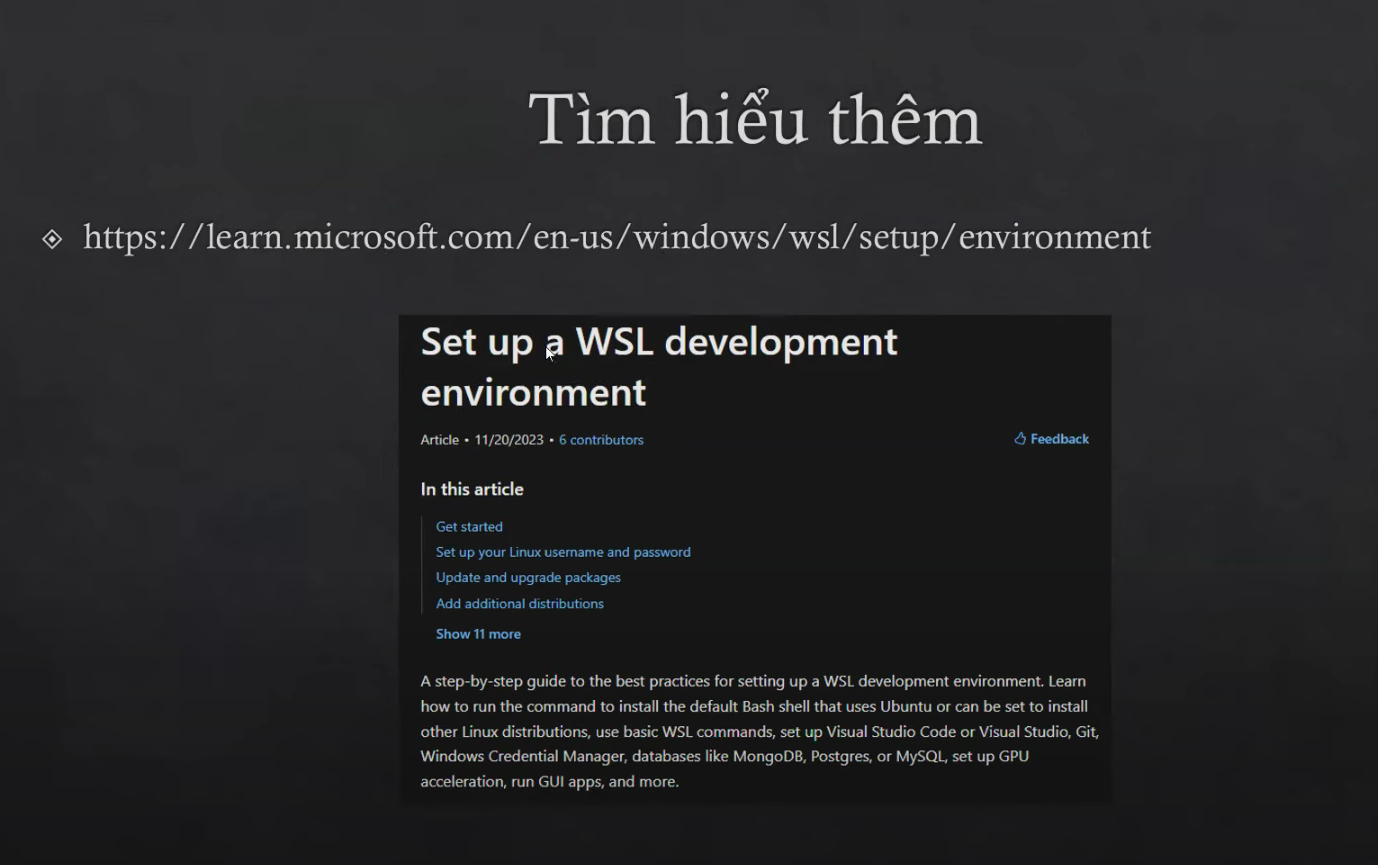 Tìm hiểu thêm
https://learn.microsoft.com/en-us/windows/wsl/setup/environment
Set up a WSL development
environment
Article • 11/20/2023 • 6 contributors
Feedback
In this article
Get started
Set up your Linux username and password
Update and upgrade packages
Add additional distributions
Show 11 more
A step-by-step guide to the best practices for setting up a WSL development environment. Learn
how to run the command to install the default Bash shell that uses Ubuntu or can be set to install
other Linux distributions, use basic WSL commands, set up Visual Studio Code or Visual Studio, Git,
Windows Credential Manager, databases like MongoDB, Postgres, or MySQL, set up GPU
acceleration, run GUI apps, and more.